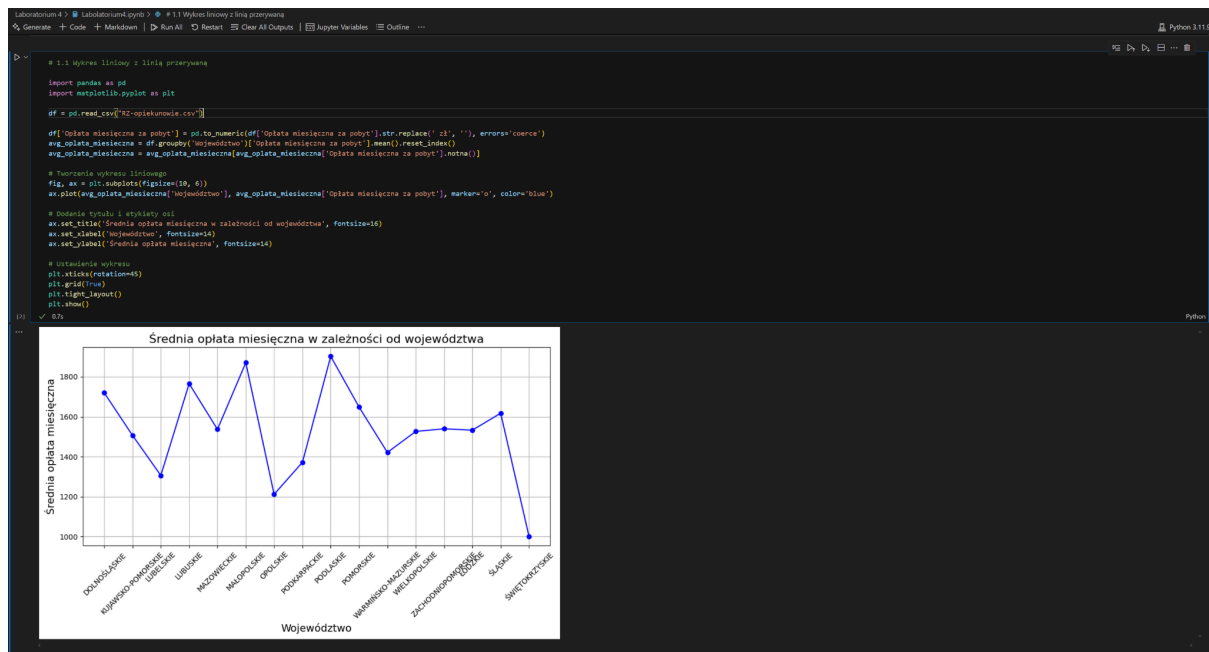 Laboratorium 4 > Labolatorium4.ipynb > # 1.1 Wykres liniowy z linią przerywaną
Generate + Code + Markdown | Run All Restart Clear All Outputs | Jupyter Variables Outline ...
Python 3.11.9
# 1.1 Wykres liniowy z linią przerywaną
import pandas as pd
import matplotlib.pyplot as plt
df = pd.read_csv("RZ-opiekunowie.csv")
df['Opłata miesięczna za pobyt'] = pd.to_numeric(df['Opłata miesięczna za pobyt'].str.replace(' zł', ''), errors='coerce')
avg_oplata_miesieczna = df.groupby('Województwo')['Opłata miesięczna za pobyt'].mean().reset_index()
avg_oplata_miesieczna = avg_oplata_miesieczna[avg_oplata_miesieczna['Opłata miesięczna za pobyt'].notna()]
# Tworzenia wykresu liniowego
fig, ax = plt.subplots(figsize=(10, 6))
ax.plot(avg_oplata_miesieczna['Województwo'], avg_oplata_miesieczna['Opłata miesięczna za pobyt'], marker='o', color='blue')
# Dodania tytułu i etykiety osi
ax.set_title('Średnia opłata miesięczna w zależności od województwa', fontsize=16)
ax.set_xlabel('Województwo', fontsize=14)
ax.set_ylabel('Średnia opłata miesięczna', fontsize=14)
# Ustawienie wykresu
plt.xticks(rotation=45)
plt.grid(True)
plt.tight_layout()
plt.show()
0.7s
Python
Średnia opłata miesięczna w zależności od województwa
Średnia opłata miesięczna
1800
1600
1400
1200
1000
DOLNOŚLĄSKIE
KUJAWSKO-POMORSKIE
LUBELSKIE
LUBUSKIE
MAZOWIECKIE
MAŁOPOLSKIE
OPOLSKIE
PODKARPACKIE
PODLASKIE
POMORSKIE
WARMIŃSKO-MAZURSKIE
WIELKOPOLSKIE
ZACHODNIOPOMORSKIE
ŁÓDZKIE
ŚLĄSKIE
ŚWIĘTOKRZYSKIE
Województwo